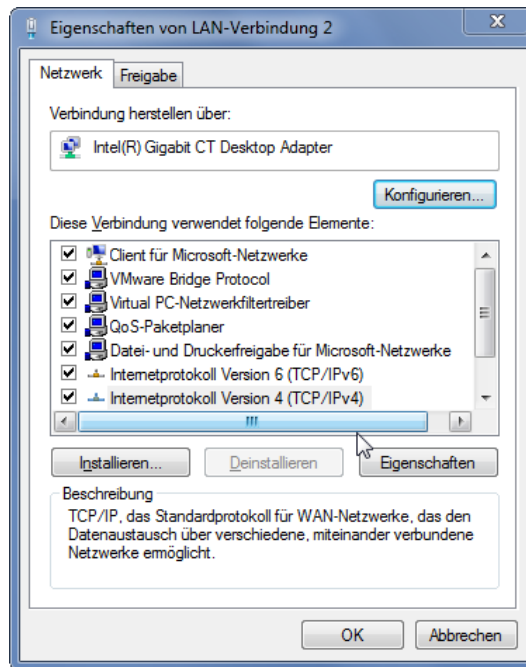 Eigenschaften von LAN-Verbindung 2
Netzwerk Freigabe
Verbindung herstellen über:
Intel(R) Gigabit CT Desktop Adapter
Konfigurieren...
Diese Verbindung verwendet folgende Elemente:
Client für Microsoft-Netzwerke
VMware Bridge Protocol
Virtual PC-Netzwerkfiltertreiber
QoS-Paketplaner
Datei- und Druckerfreigabe für Microsoft-Netzwerke
Internetprotokoll Version 6 (TCP/IPv6)
Internetprotokoll Version 4 (TCP/IPv4)
Installieren... Deinstallieren Eigenschaften
Beschreibung
TCP/IP, das Standardprotokoll für WAN-Netzwerke, das den
Datenaustausch über verschiedene, miteinander verbundene
Netzwerke ermöglicht.
OK Abbrechen